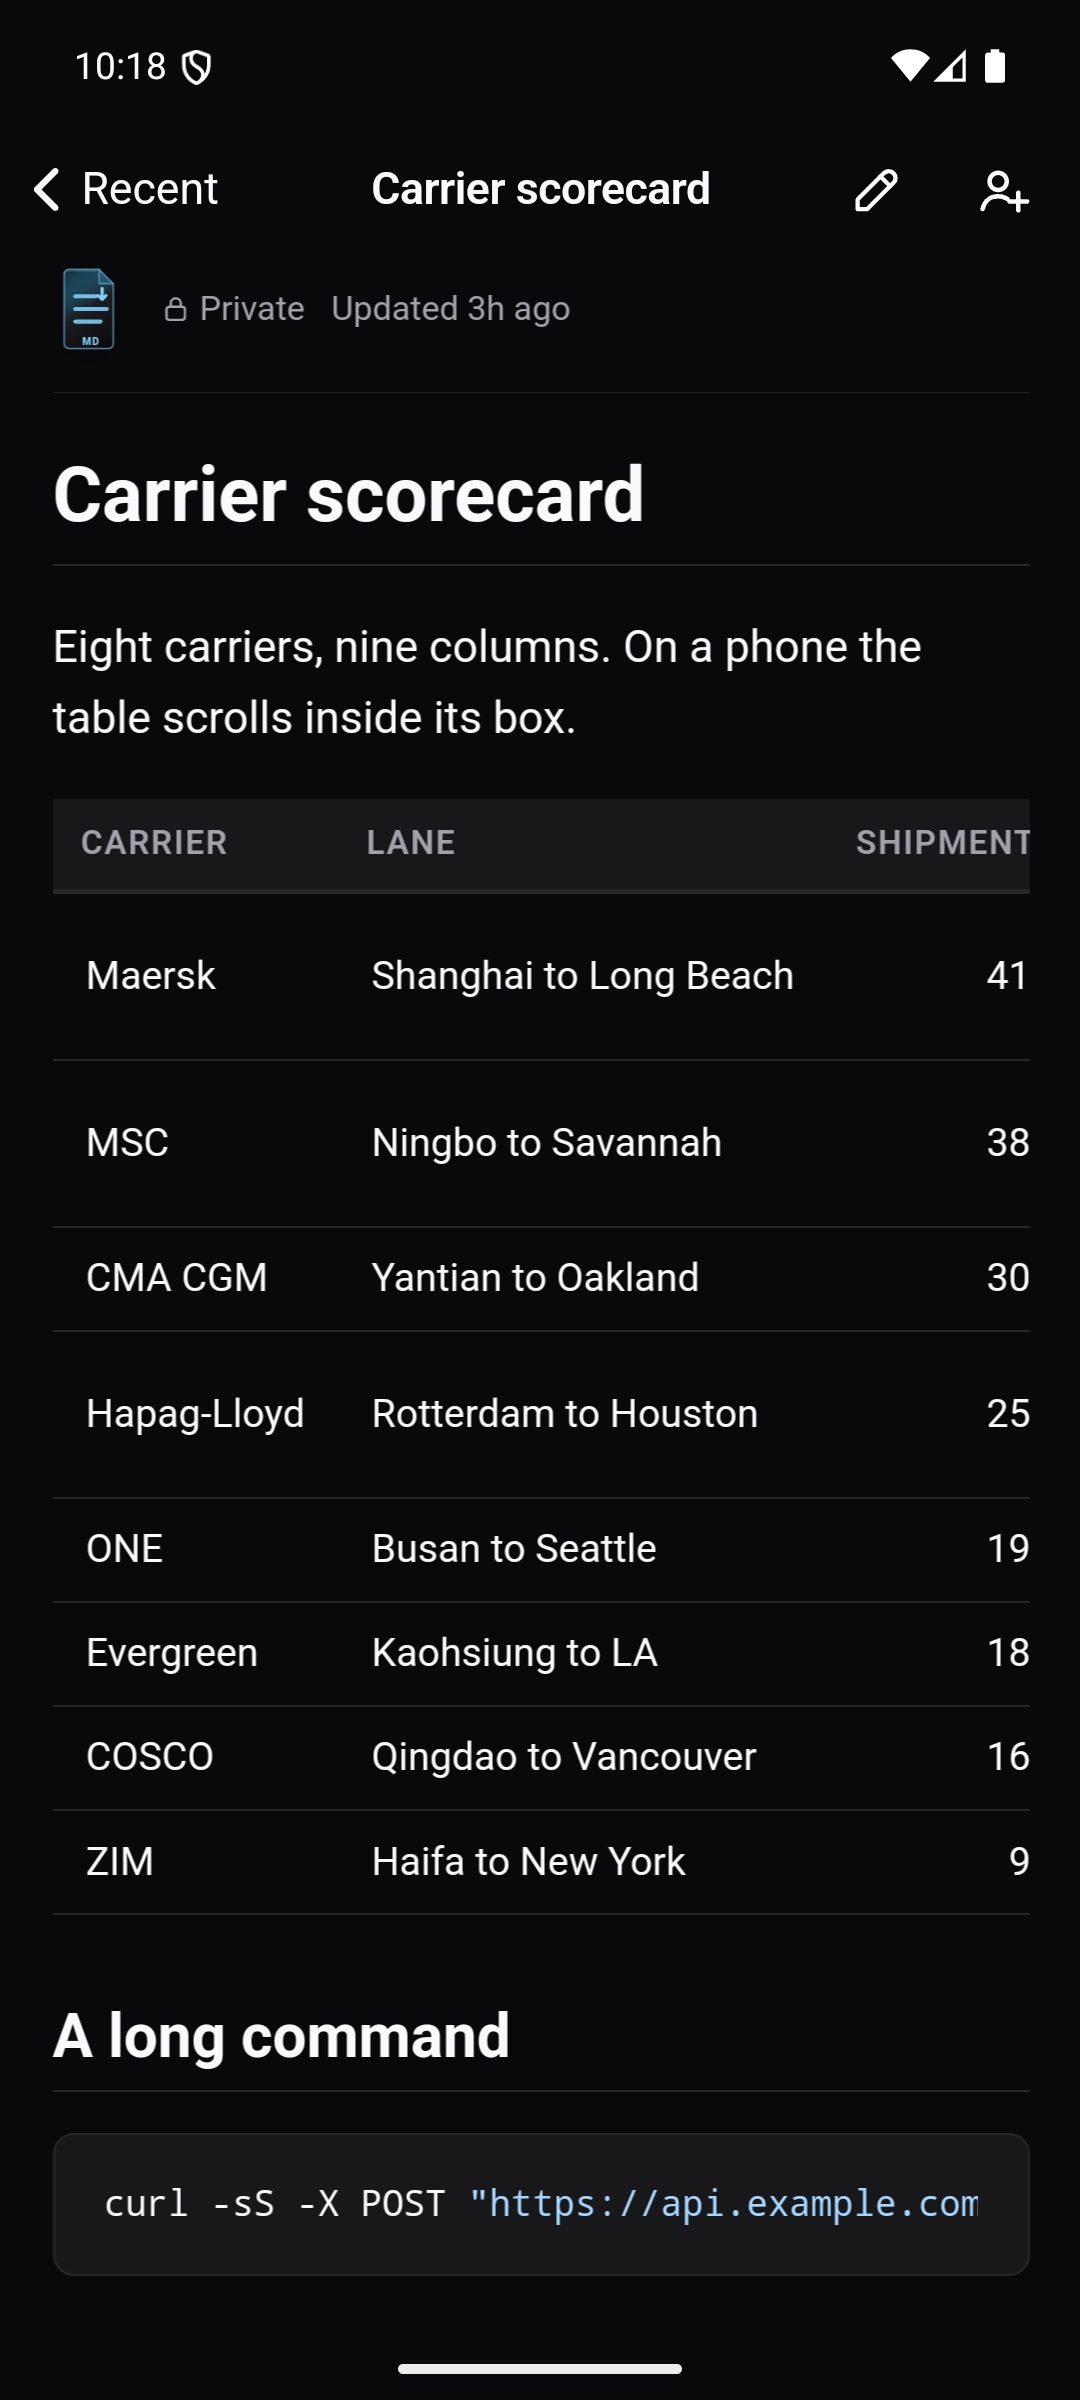 10:18
Recent
Carrier scorecard
MD
Private Updated 3h ago
Carrier scorecard
Eight carriers, nine columns. On a phone the
table scrolls inside its box.
CARRIER LANE SHIPMENT
Maersk Shanghai to Long Beach 41
MSC Ningbo to Savannah 38
CMA CGM Yantian to Oakland 30
Hapag-Lloyd Rotterdam to Houston 25
ONE Busan to Seattle 19
Evergreen Kaohsiung to LA 18
COSCO Qingdao to Vancouver 16
ZIM Haifa to New York 9
A long command
curl -sS -X POST "https://api.example.com